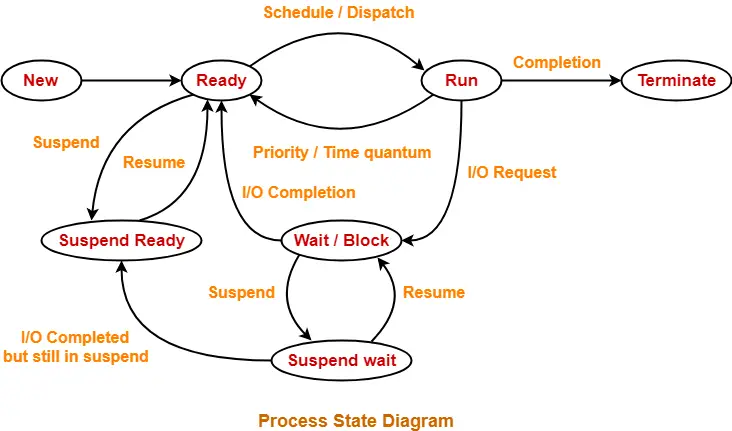 Schedule / Dispatch
New
Ready
Run
Completion
Terminate
Suspend
Resume
Priority / Time quantum
I/O Request
I/O Completion
Suspend Ready
Wait / Block
Suspend
Resume
I/O Completed
but still in suspend
Suspend wait
Process State Diagram